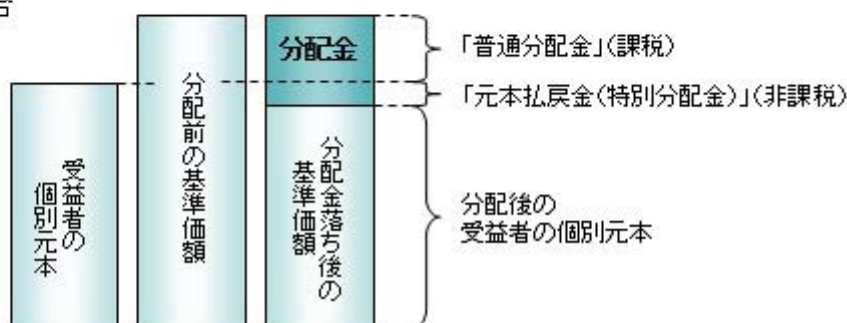 分配金
「普通分配金」(課税)
「元本払戻金(特別分配金)」(非課税)
受益者の
個別元本
分配前の基準価額
分配金落ち後の
基準価額
分配後の
受益者の個別元本